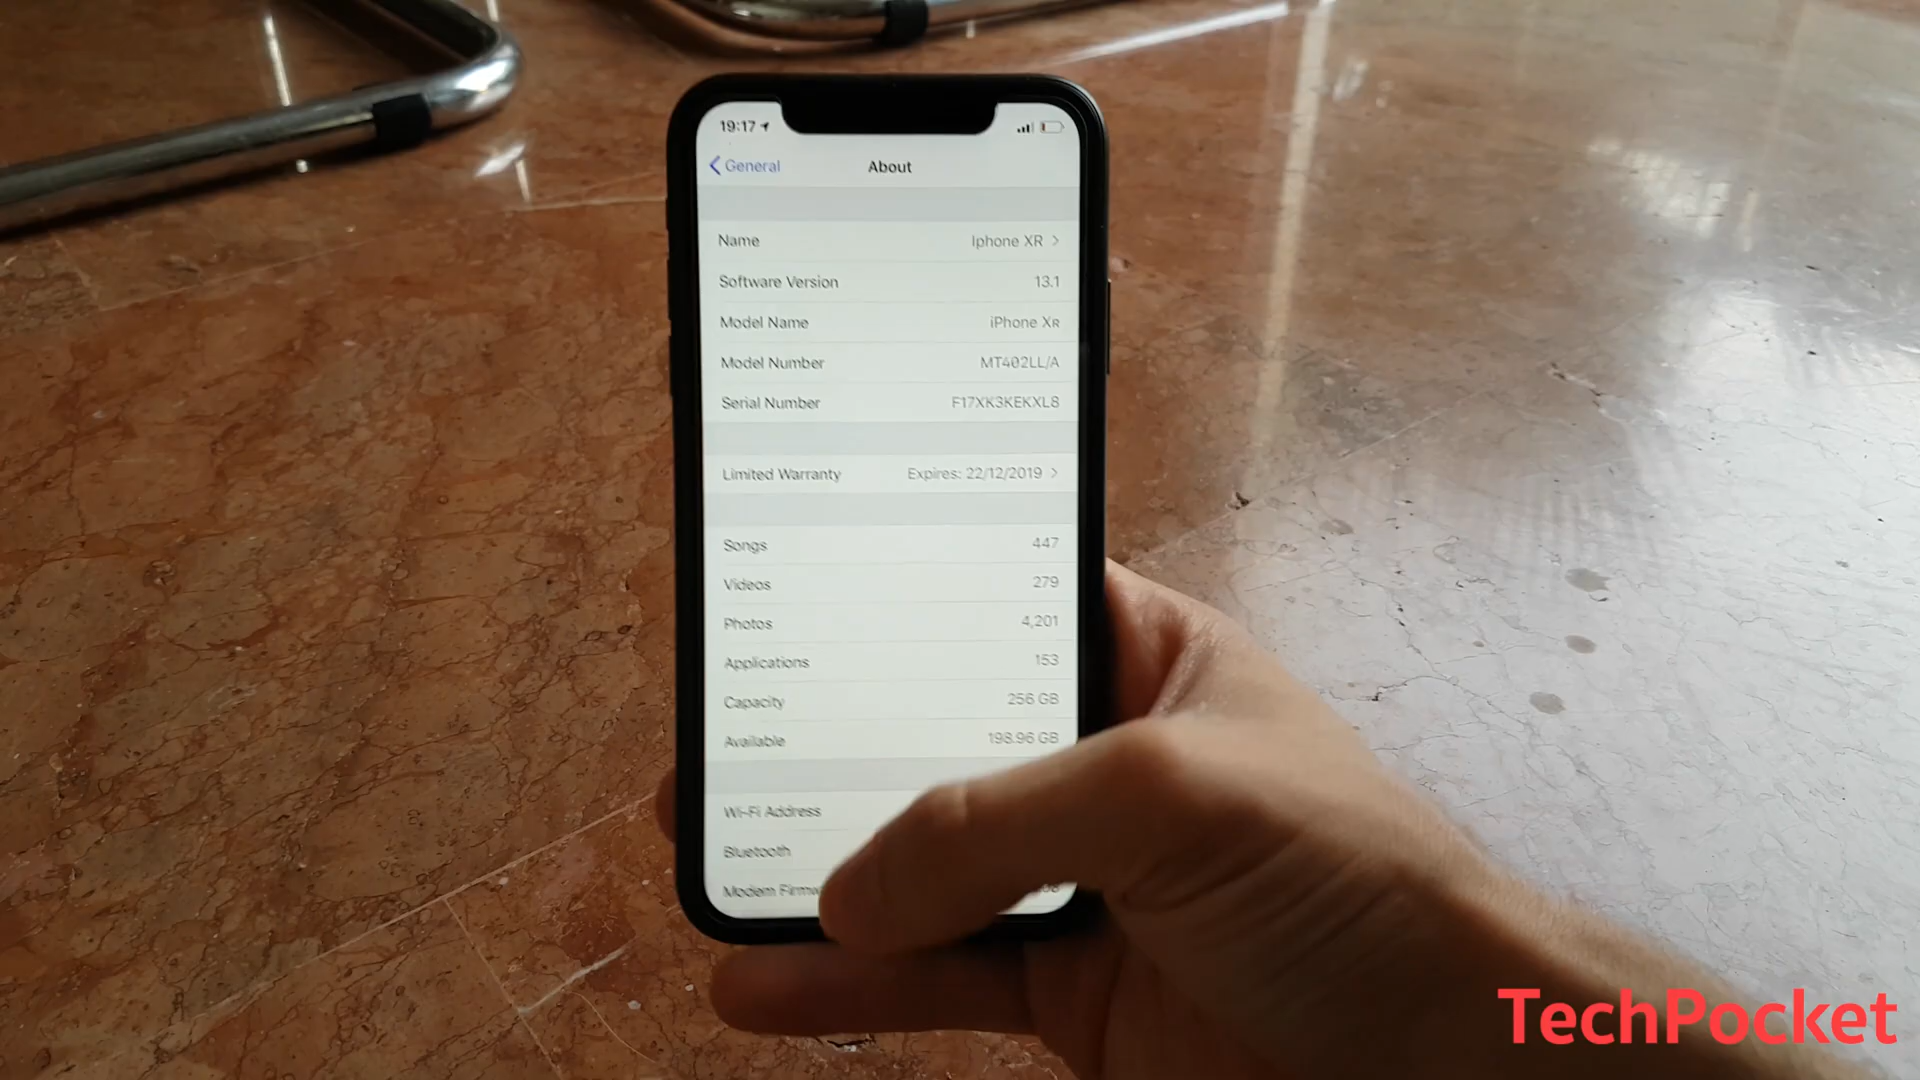 19:17
General
About
Name Iphone XR
Software Version 13.1
Model Name iPhone XR
Model Number MT402LL/A
Serial Number F17XK3KEKXL8
Limited Warranty Expires: 22/12/2019
Songs 447
Videos 279
Photos 4,201
Applications 153
Capacity 256 GB
Available 198.96 GB
Wi-Fi Address
Bluetooth
Modem
TechPocket